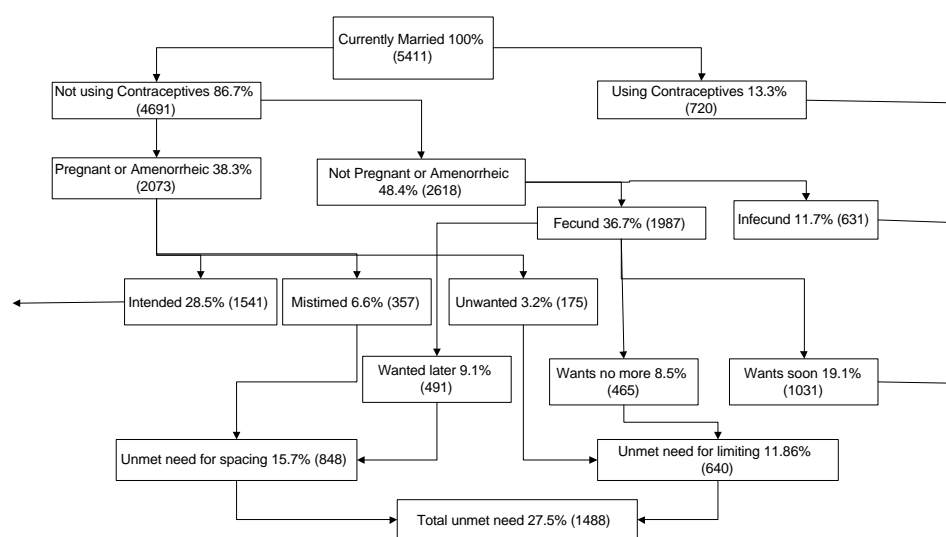 Currently Married 100%
(5411)
Not using Contraceptives 86.7%
(4691)
Using Contraceptives 13.3%
(720)
Pregnant or Amenorrheic 38.3%
(2073)
Not Pregnant or Amenorrheic
48.4% (2618)
Fecund 36.7% (1987)
Infecund 11.7% (631)
Intended 28.5% (1541)
Mistimed 6.6% (357)
Unwanted 3.2% (175)
Wanted later 9.1%
(491)
Wants no more 8.5%
(465)
Wants soon 19.1%
(1031)
Unmet need for spacing 15.7% (848)
Unmet need for limiting 11.86%
(640)
Total unmet need 27.5% (1488)